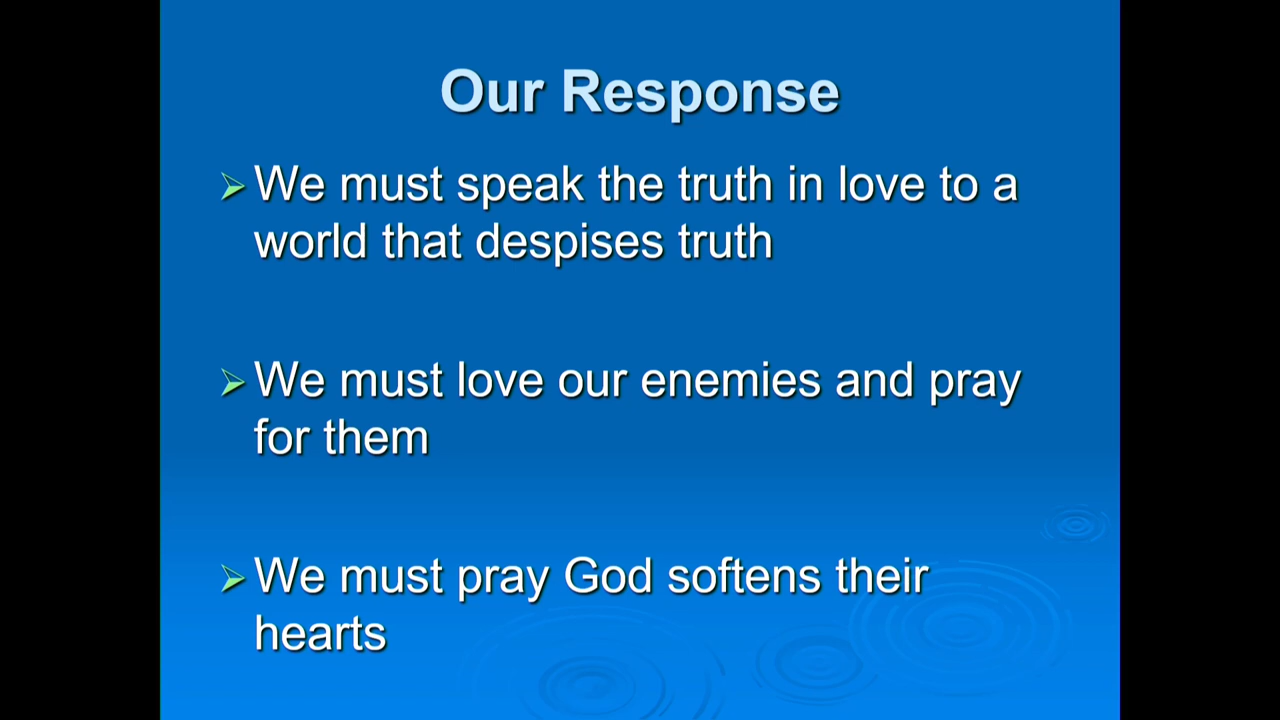 Our Response
We must speak the truth in love to a
world that despises truth
We must love our enemies and pray
for them
We must pray God softens their
hearts